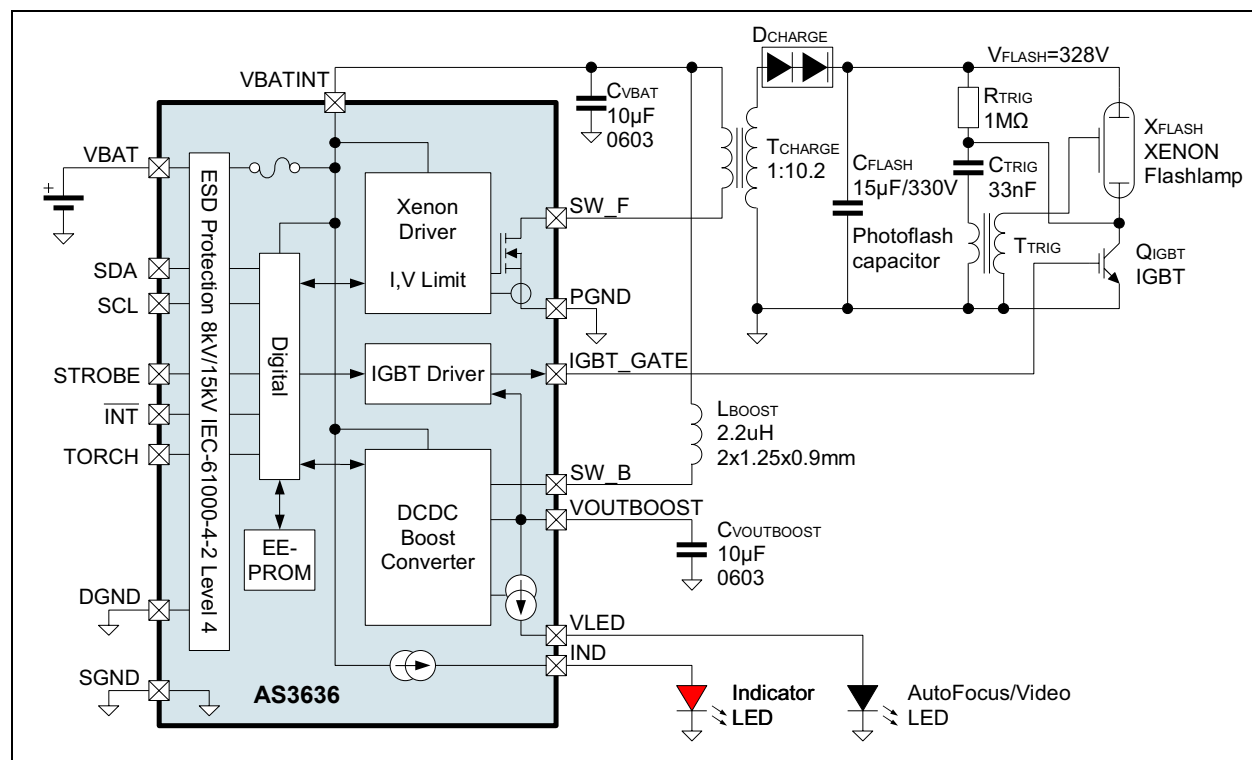 DCHARGE
VBATINT
VFLASH=328V
CVBAT
10µF
0603
RTRIG
1MΩ
XFLASH
XENON
Flashlamp
VBAT
+
TCHARGE
1:10.2
CFLASH
15µF/330V
CTRIG
33nF
ESD Protection 8kV/15kV IEC-61000-4-2 Level 4
Xenon
Driver
I,V Limit
SW_F
Photoflash
capacitor
TTRIG
QIGBT
IGBT
SDA
SCL
PGND
Digital
STROBE
IGBT Driver
IGBT_GATE
INT
TORCH
LBOOST
2.2uH
2x1.25x0.9mm
SW_B
DCDC
Boost
Converter
VOUTBOOST
EE-
PROM
CVOUTBOOST
10µF
0603
DGND
VLED
IND
SGND
AS3636
Indicator
LED
AutoFocus/Video
LED